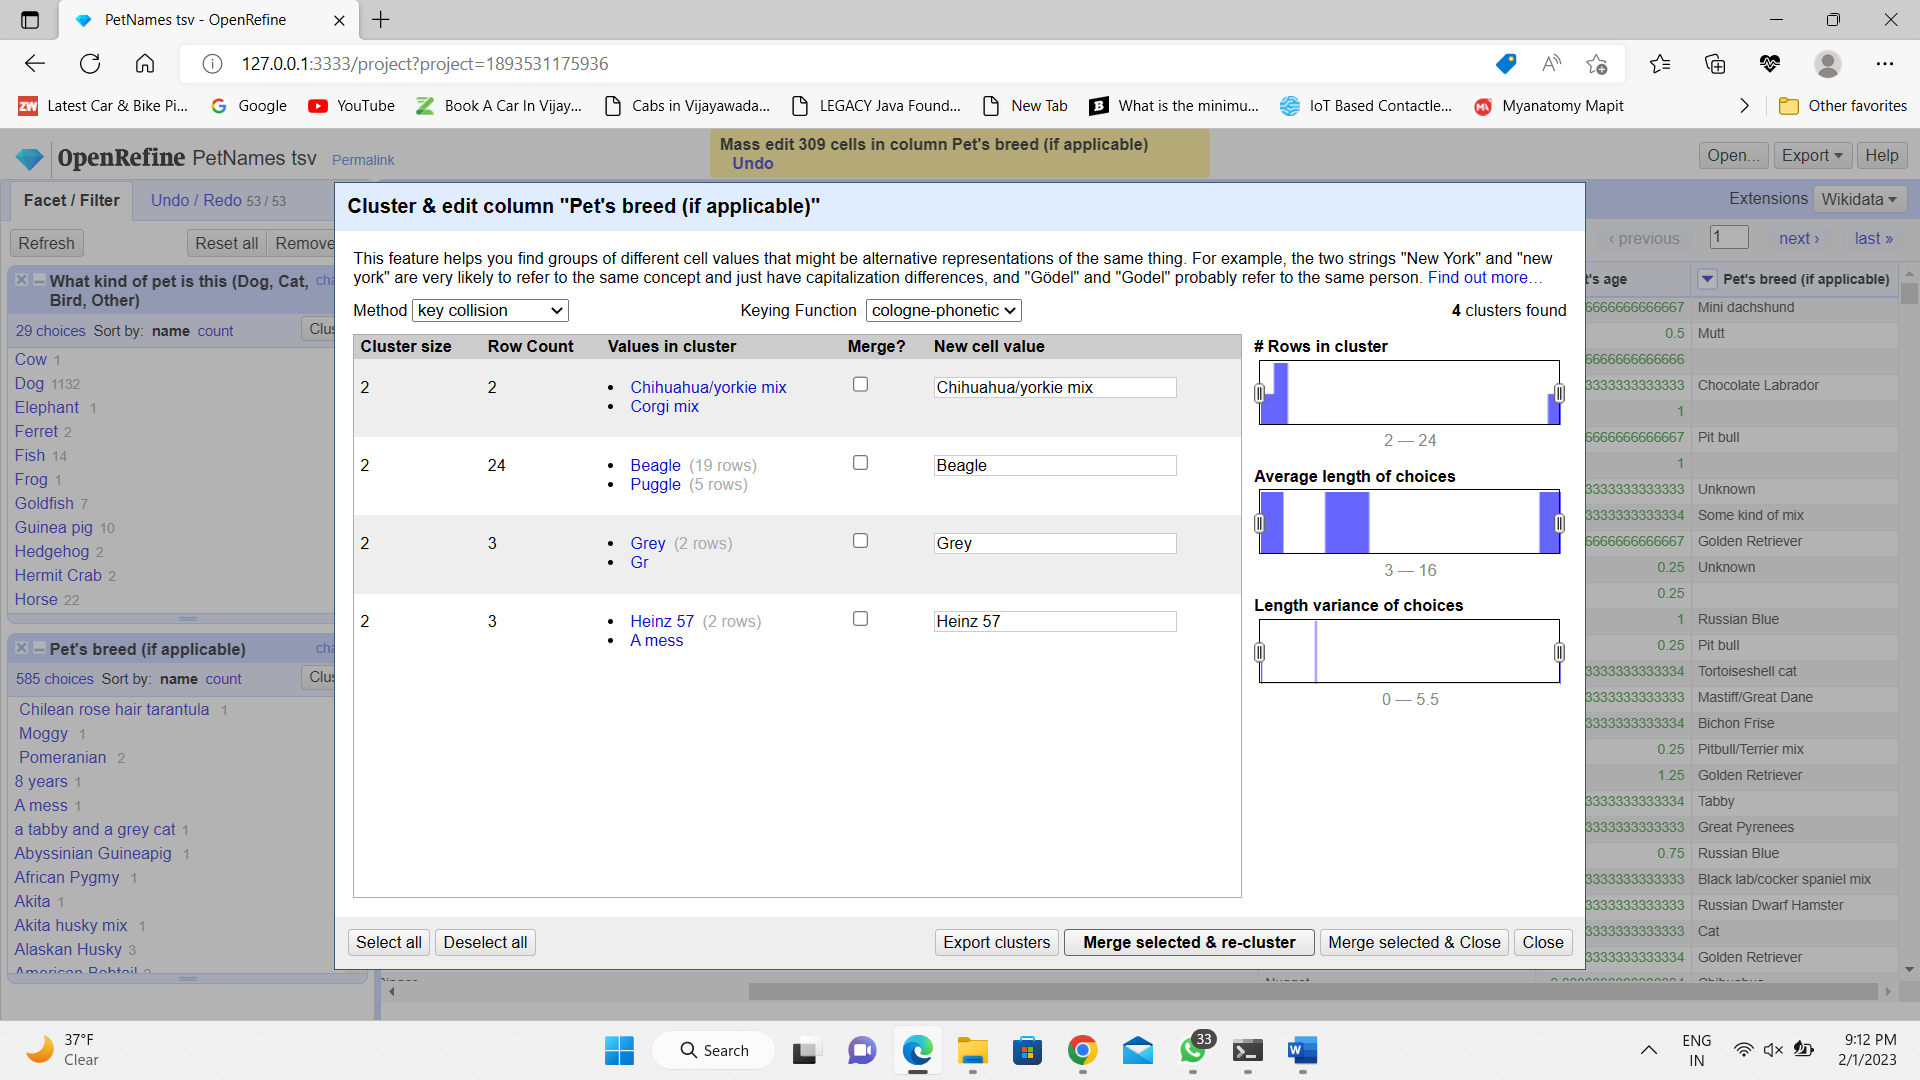 PetNames tsv - OpenRefine
127.0.0.1:3333/project?project=1893531175936
Latest Car & Bike Pi...
Google
YouTube
Book A Car In Vijay...
Cabs in Vijayawada...
LEGACY Java Found...
New Tab
What is the minimu...
IoT Based Contactle...
Myanatomy Mapit
Other favorites
OpenRefine PetNames tsv Permalink
Mass edit 309 cells in column Pet's breed (if applicable)
Undo
Open...
Export
Help
Facet / Filter
Undo / Redo 53 / 53
Extensions
Wikidata
Refresh
Reset all
Remove
‹ previous
1
next ›
last »
What kind of pet is this (Dog, Cat,
Bird, Other)
29 choices Sort by: name count
Cow 1
Dog 1132
Elephant 1
Ferret 2
Fish 14
Frog 1
Goldfish 7
Guinea pig 10
Hedgehog 2
Hermit Crab 2
Horse 22
Pet's breed (if applicable)
585 choices Sort by: name count
Chilean rose hair tarantula 1
Moggy 1
Pomeranian 2
8 years 1
A mess 1
a tabby and a grey cat 1
Abyssinian Guineapig 1
African Pygmy 1
Akita 1
Akita husky mix 1
Alaskan Husky 3
Cluster & edit column "Pet's breed (if applicable)"
This feature helps you find groups of different cell values that might be alternative representations of the same thing. For example, the two strings "New York" and "new
york" are very likely to refer to the same concept and just have capitalization differences, and "Gödel" and "Godel" probably refer to the same person. Find out more...
Method key collision
Keying Function cologne-phonetic
4 clusters found
Cluster size Row Count Values in cluster Merge? New cell value
2 2 • Chihuahua/yorkie mix Chihuahua/yorkie mix
• Corgi mix
2 24 • Beagle (19 rows) Beagle
• Puggle (5 rows)
2 3 • Grey (2 rows) Grey
• Gr
2 3 • Heinz 57 (2 rows) Heinz 57
• A mess
# Rows in cluster
2 — 24
Average length of choices
3 — 16
Length variance of choices
0 — 5.5
Select all
Deselect all
Export clusters
Merge selected & re-cluster
Merge selected & Close
Close
t's age Pet's breed (if applicable)
6666666666667 Mini dachshund
0.5 Mutt
6666666666666
3333333333333 Chocolate Labrador
1
6666666666667 Pit bull
1
3333333333333 Unknown
3333333333334 Some kind of mix
6666666666667 Golden Retriever
0.25 Unknown
0.25
1 Russian Blue
0.25 Pit bull
3333333333334 Tortoiseshell cat
3333333333333 Mastiff/Great Dane
3333333333334 Bichon Frise
0.25 Pitbull/Terrier mix
1.25 Golden Retriever
3333333333334 Tabby
3333333333333 Great Pyrenees
0.75 Russian Blue
3333333333333 Black lab/cocker spaniel mix
3333333333333 Russian Dwarf Hamster
3333333333333 Cat
3333333333334 Golden Retriever
37°F
Clear
Search
33
ENG
IN
9:12 PM
2/1/2023